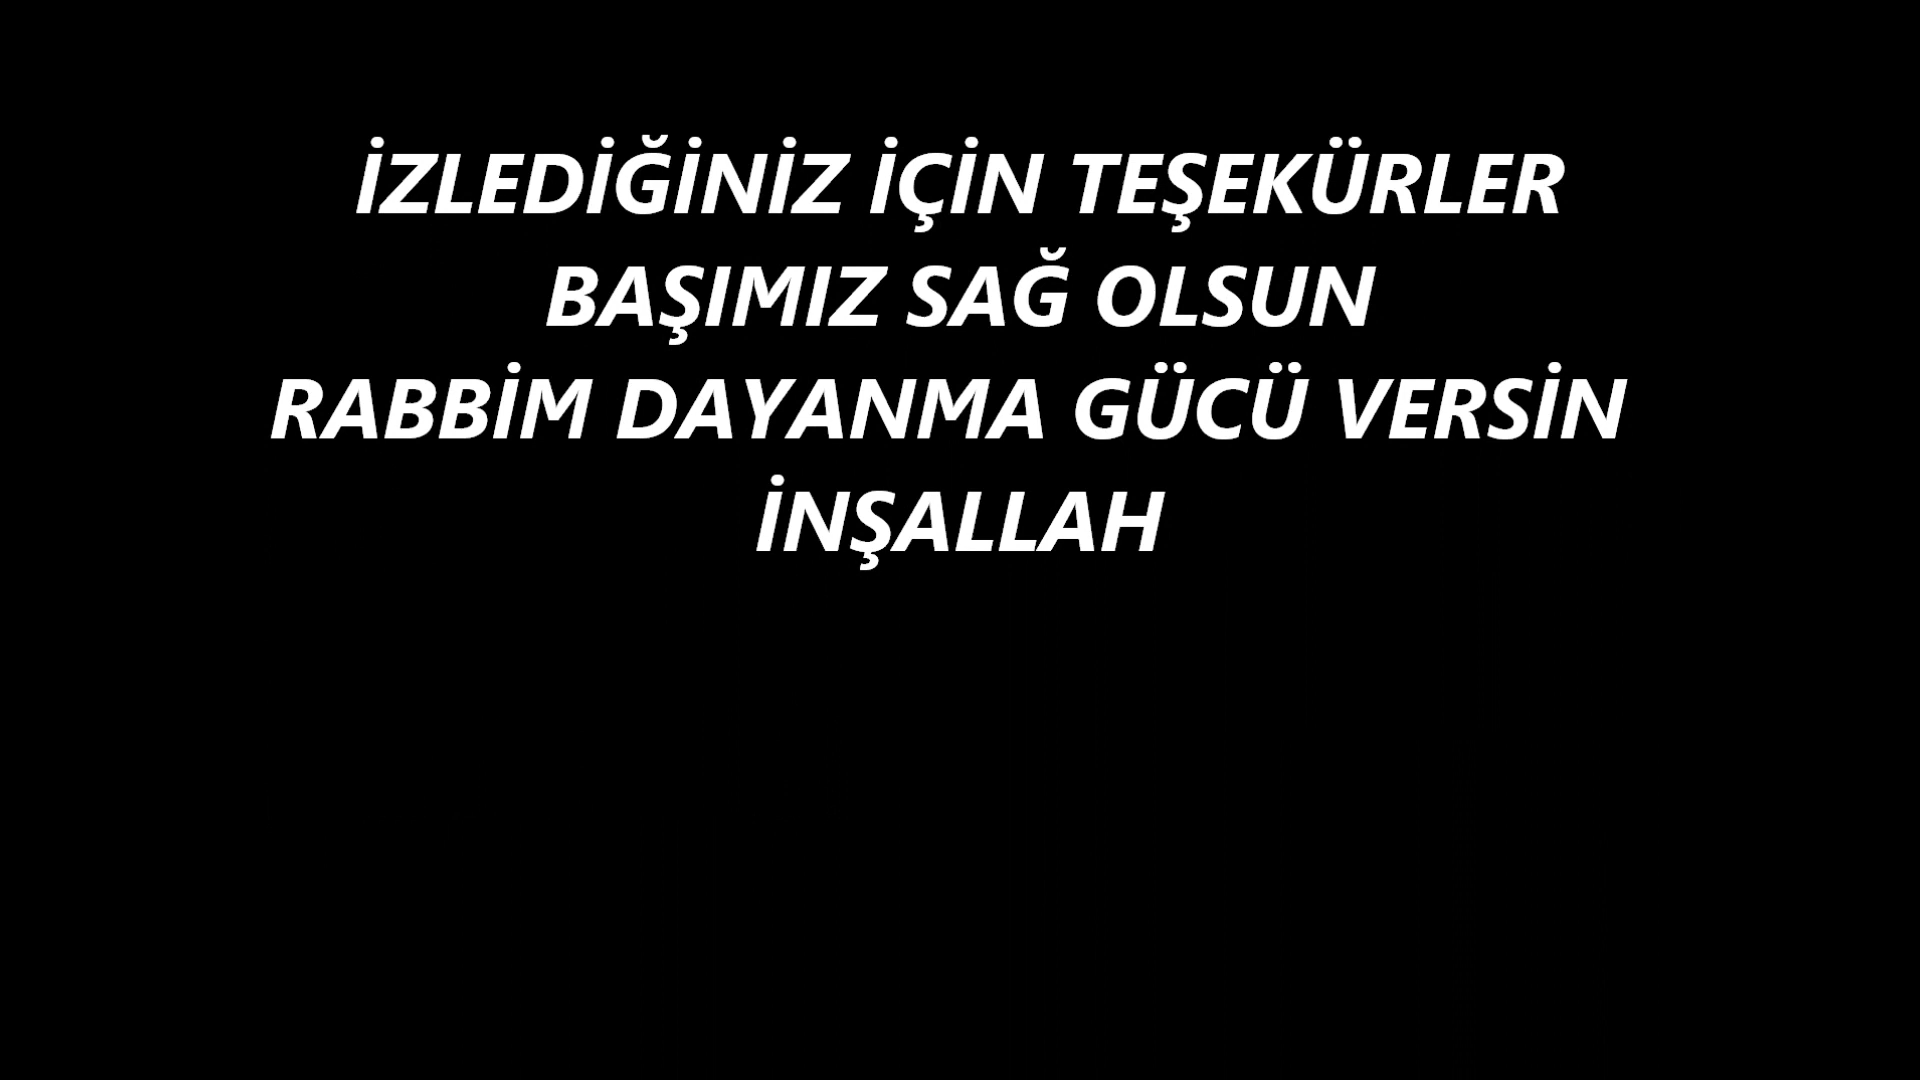 İZLEDİĞİNİZ İÇİN TEŞEKÜRLER
BAŞIMIZ SAĞ OLSUN
RABBİM DAYANMA GÜCÜ VERSİN
İNŞALLAH